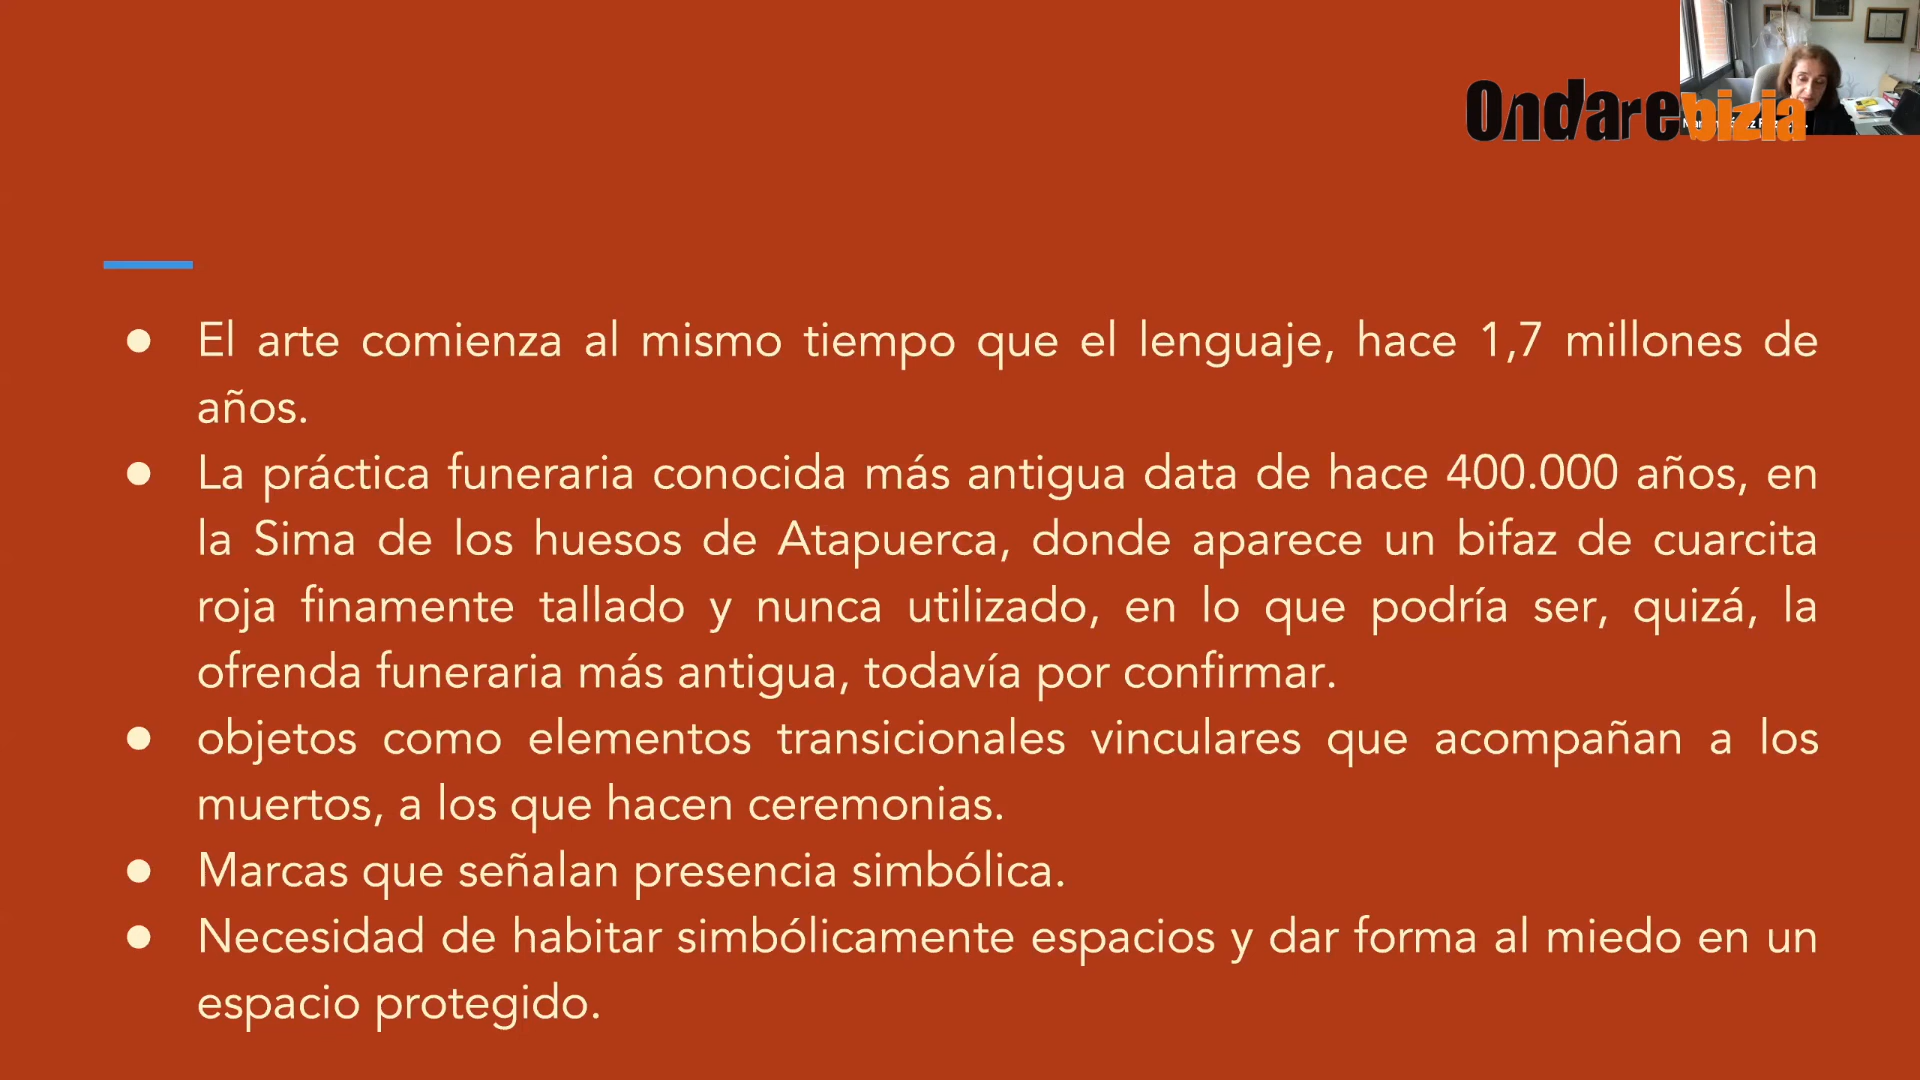 Ondarebizia
El arte comienza al mismo tiempo que el lenguaje, hace 1,7 millones de
años.
La práctica funeraria conocida más antigua data de hace 400.000 años, en
la Sima de los huesos de Atapuerca, donde aparece un bifaz de cuarcita
roja finamente tallado y nunca utilizado, en lo que podría ser, quizá, la
ofrenda funeraria más antigua, todavía por confirmar.
objetos como elementos transicionales vinculares que acompañan a los
muertos, a los que hacen ceremonias.
Marcas que señalan presencia simbólica.
Necesidad de habitar simbólicamente espacios y dar forma al miedo en un
espacio protegido.